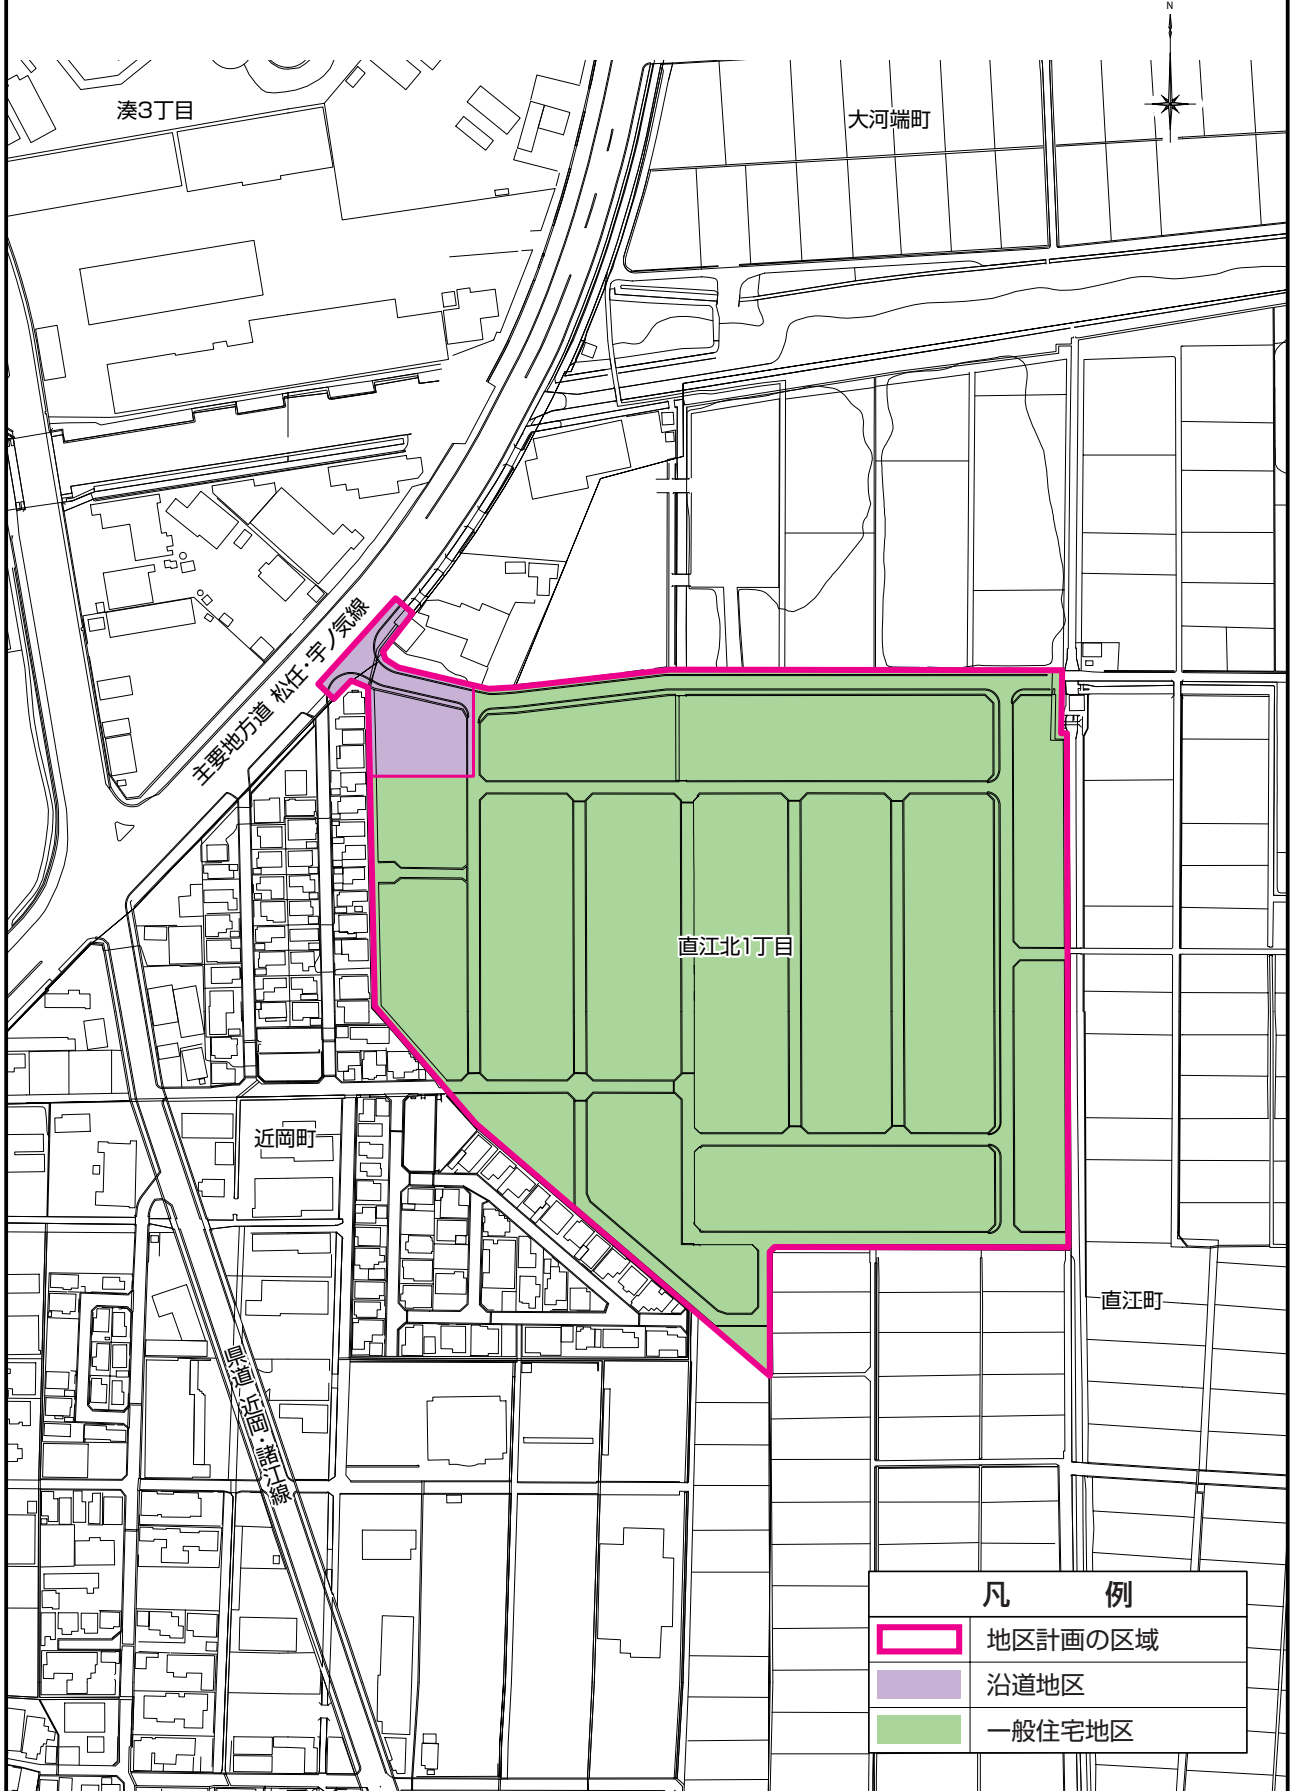 N
湊3丁目
大河端町
主要地方道 松任・宇ノ気線
直江北1丁目
近岡町
直江町
県道 近岡・諸江線
凡 例
地区計画の区域
沿道地区
一般住宅地区